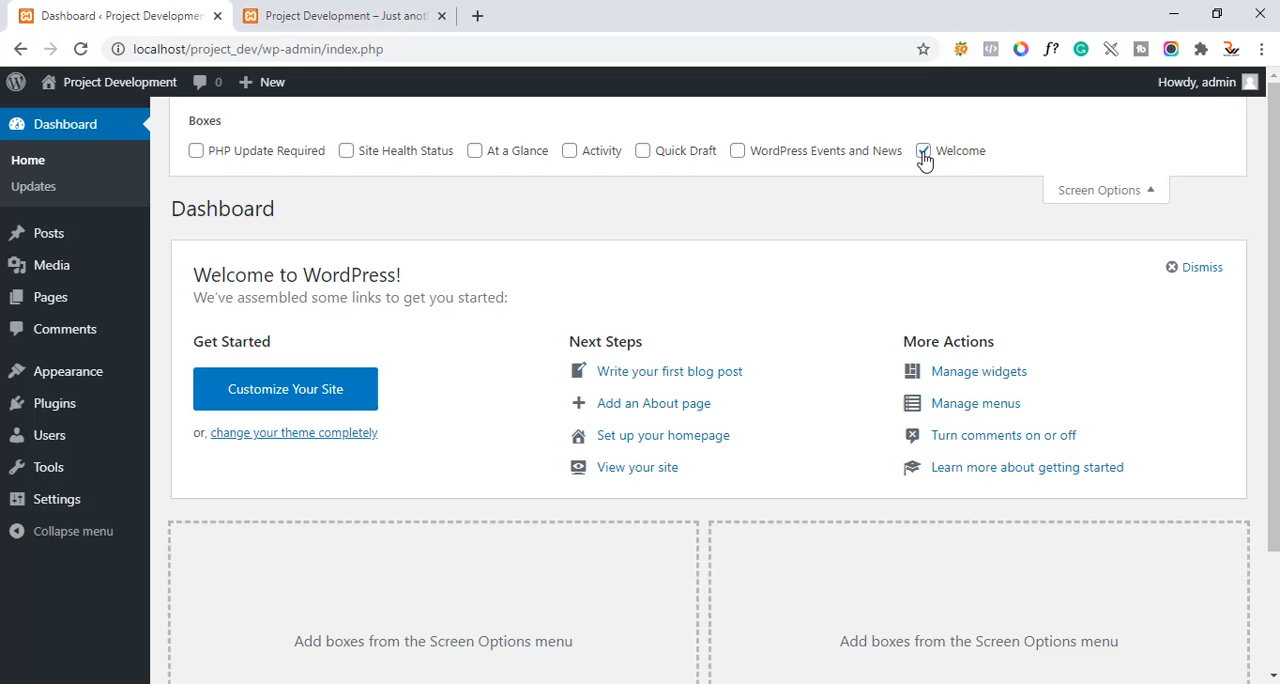 Dashboard ‹ Project Developmen
Project Development – Just anot
localhost/project_dev/wp-admin/index.php
Project Development 0 New
Howdy, admin
Dashboard
Home
Updates
Posts
Media
Pages
Comments
Appearance
Plugins
Users
Tools
Settings
Collapse menu
Boxes
PHP Update Required Site Health Status At a Glance Activity Quick Draft WordPress Events and News Welcome
Screen Options
Dashboard
Welcome to WordPress!
Dismiss
We've assembled some links to get you started:
Get Started
Customize Your Site
or, change your theme completely
Next Steps
Write your first blog post
Add an About page
Set up your homepage
View your site
More Actions
Manage widgets
Manage menus
Turn comments on or off
Learn more about getting started
Add boxes from the Screen Options menu
Add boxes from the Screen Options menu